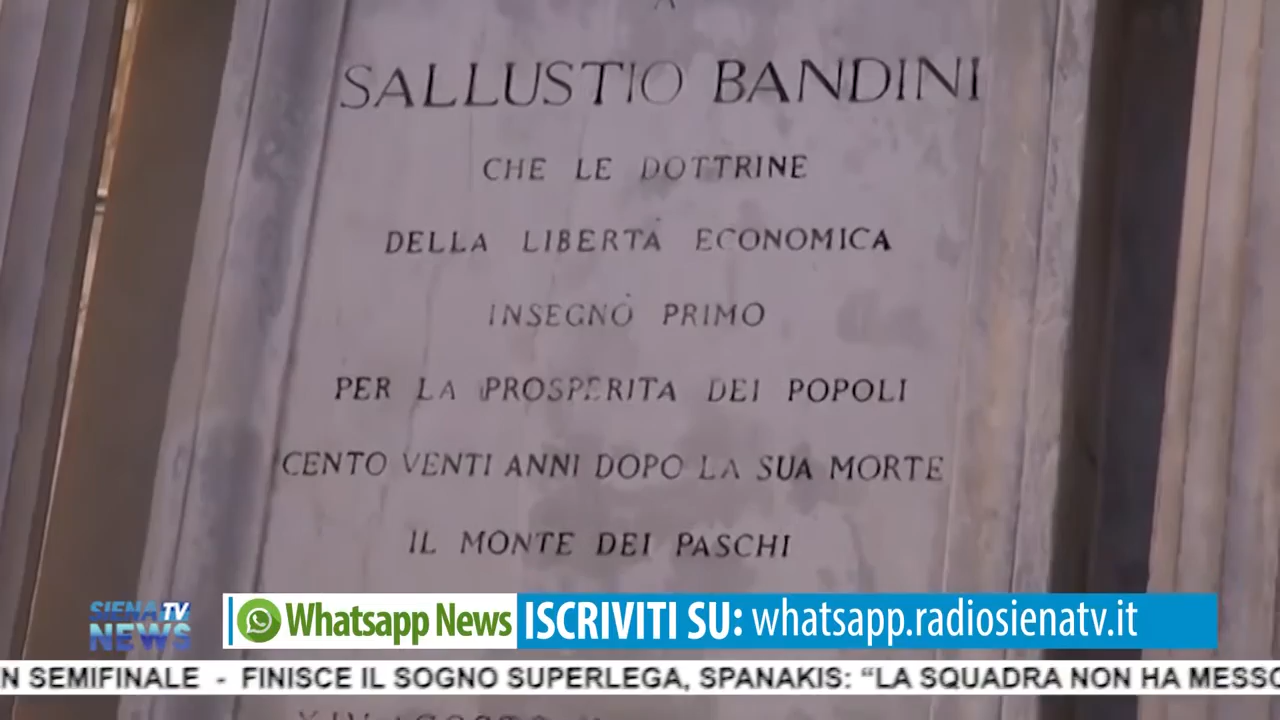 A
SALLUSTIO BANDINI
CHE LE DOTTRINE
DELLA LIBERTÀ ECONOMICA
INSEGNÒ PRIMO
PER LA PROSPERITA DEI POPOLI
CENTO VENTI ANNI DOPO LA SUA MORTE
IL MONTE DEI PASCHI
SIENA TV
NEWS
Whatsapp News
ISCRIVITI SU: whatsapp.radiosienatv.it
N SEMIFINALE - FINISCE IL SOGNO SUPERLEGA, SPANAKIS: “LA SQUADRA NON HA MESSO